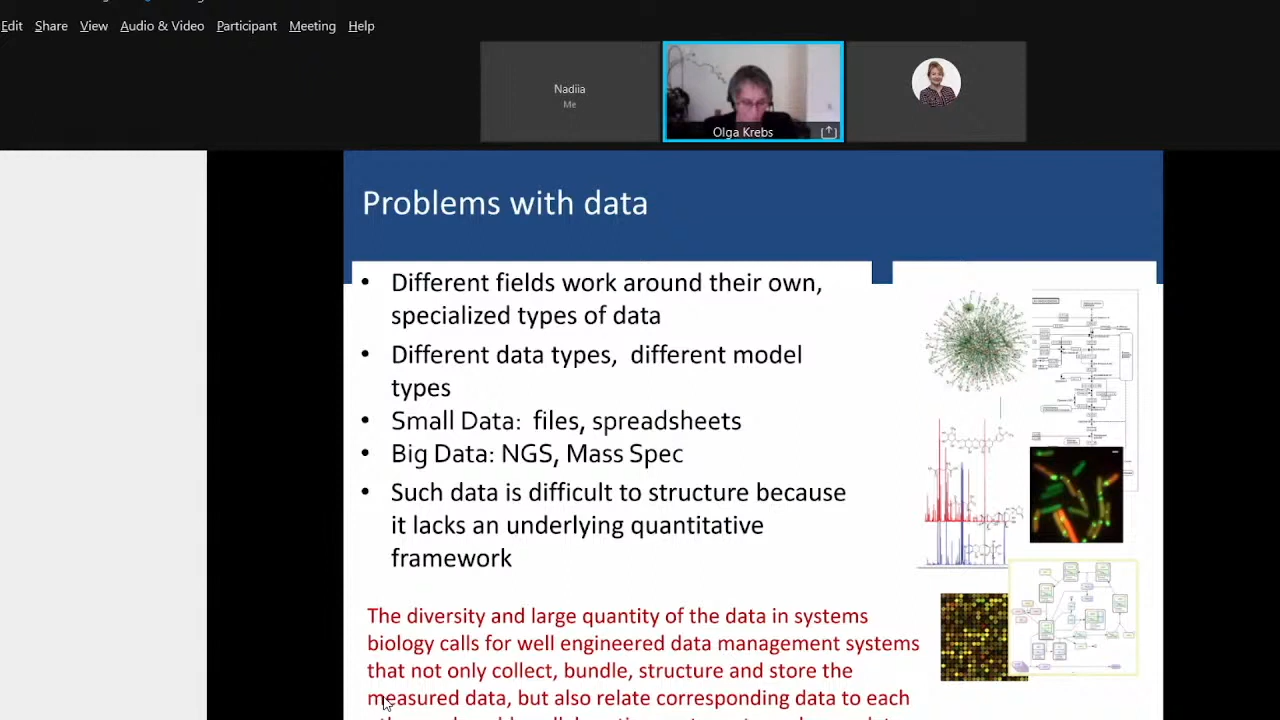 Edit Share View Audio & Video Participant Meeting Help
Nadiia
Me
Olga Krebs
Problems with data
• Different fields work around their own,
specialized types of data
• Different data types, different model
types
• Small Data: files, spreadsheets
• Big Data: NGS, Mass Spec
• Such data is difficult to structure because
it lacks an underlying quantitative
framework
The diversity and large quantity of the data in systems
biology calls for well engineered data management systems
that not only collect, bundle, structure and store the
measured data, but also relate corresponding data to each